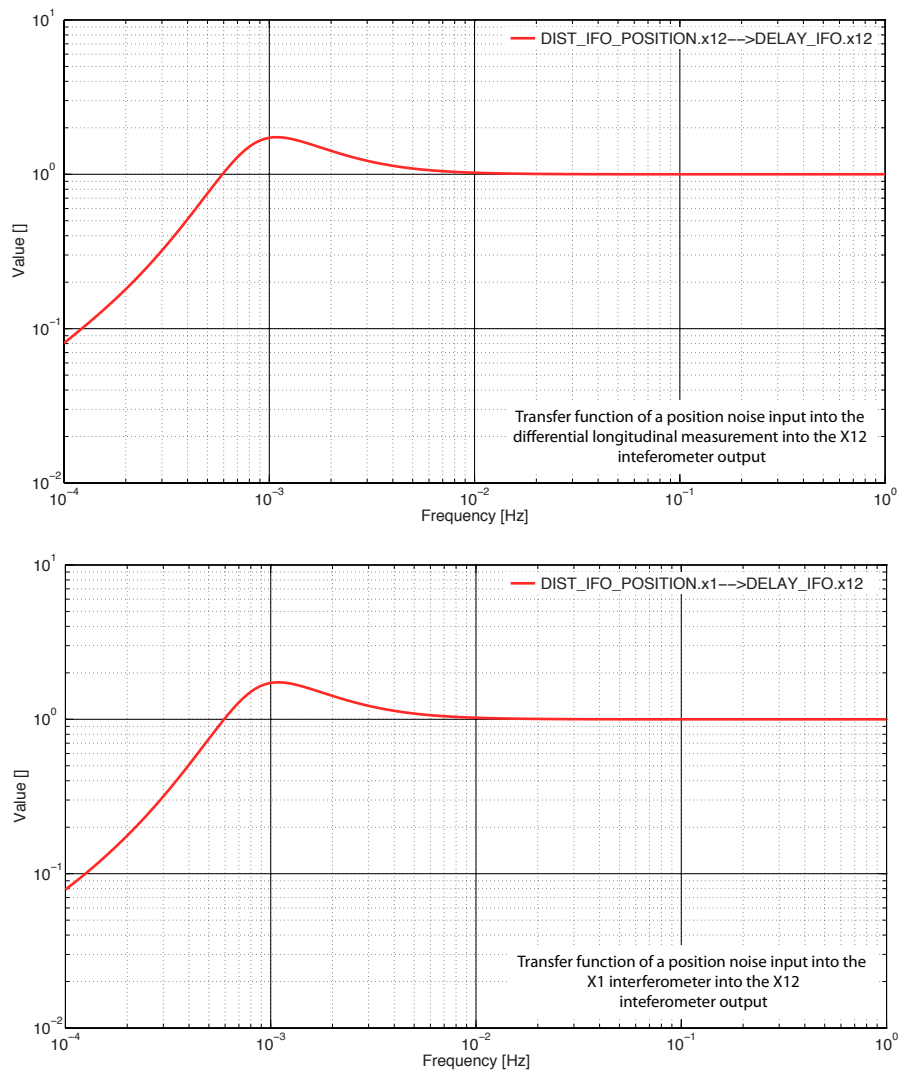 10^1
DIST_IFO_POSITION.x12-->DELAY_IFO.x12
10^0
Value []
10^-1
Transfer function of a position noise input into the
differential longitudinal measurement into the X12
inteferometer output
10^-2
10^-4 10^-3 10^-2 10^-1 10^0
Frequency [Hz]
10^1
DIST_IFO_POSITION.x1-->DELAY_IFO.x12
10^0
Value []
10^-1
Transfer function of a position noise input into the
X1 interferometer into the X12
inteferometer output
10^-2
10^-4 10^-3 10^-2 10^-1 10^0
Frequency [Hz]